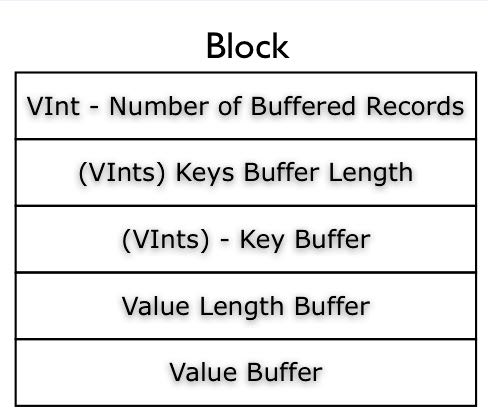 Block
VInt - Number of Buffered Records
(VInts) Keys Buffer Length
(VInts) - Key Buffer
Value Length Buffer
Value Buffer